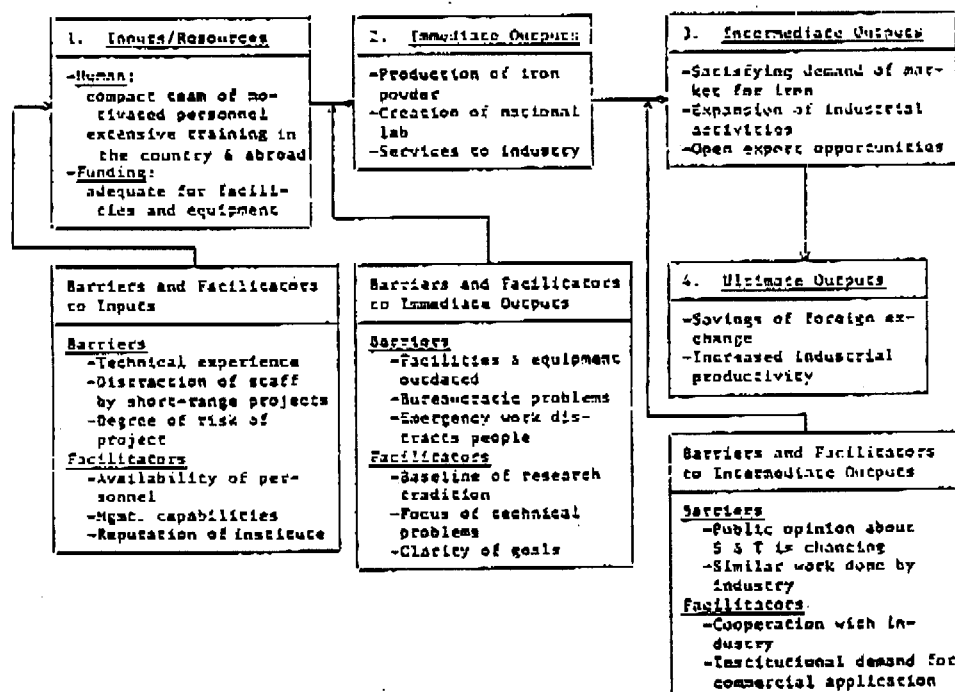 1. Inputs/Resources
-Human:
compact team of mo-
tivated personnel
extensive training in
the country & abroad
-Funding:
adequate for facili-
ties and equipment
2. Immediate Outputs
-Production of iron
powder
-Creation of national
lab
-Services to industry
3. Intermediate Outputs
-Satisfying demand of mar-
ket for iron
-Expansion of industrial
activities
-Open export opportunities
4. Ultimate Outputs
-Savings of foreign ex-
change
-Increased industrial
productivity
Barriers and Facilitators
to Inputs
Barriers
-Technical experience
-Distraction of staff
by short-range projects
-Degree of risk of
project
Facilitators
-Availability of per-
sonnel
-Mgmt. capabilities
-Reputation of institute
Barriers and Facilitators
to Immediate Outputs
Barriers
-Facilities & equipment
outdated
-Bureaucratic problems
-Emergency work dis-
tracts people
Facilitators
-Baseline of research
tradition
-Focus of technical
problems
-Clarity of goals
Barriers and Facilitators
to Intermediate Outputs
Barriers
-Public opinion about
S & T is changing
-Similar work done by
industry
Facilitators
-Cooperation with in-
dustry
-Institutional demand for
commercial application